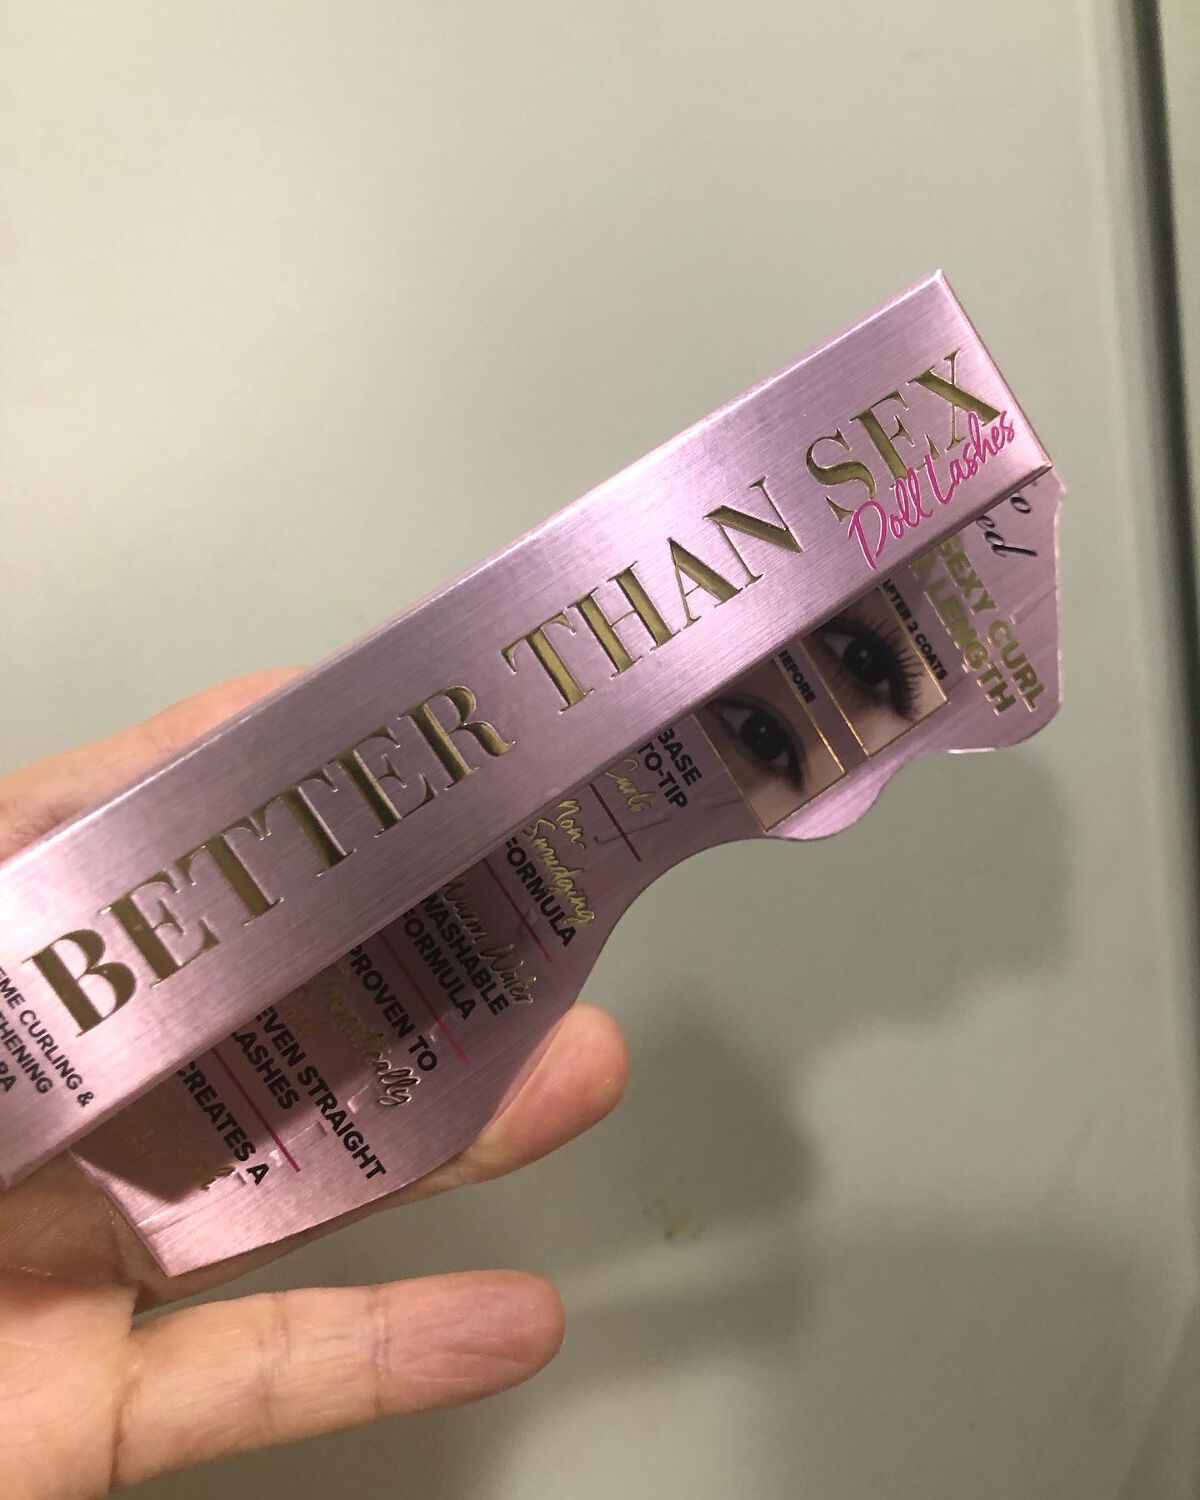 BETTER THAN SEX
Doll Lashes
CURLING &
SEXY CURL
LENGTH
AFTER 2 COATS
BEFORE
BASE
TO-TIP
Curls
Non-
Smudging
FORMULA
Warm Water
WASHABLE
FORMULA
PROVEN TO
EVEN STRAIGHT
LASHES
CREATES A